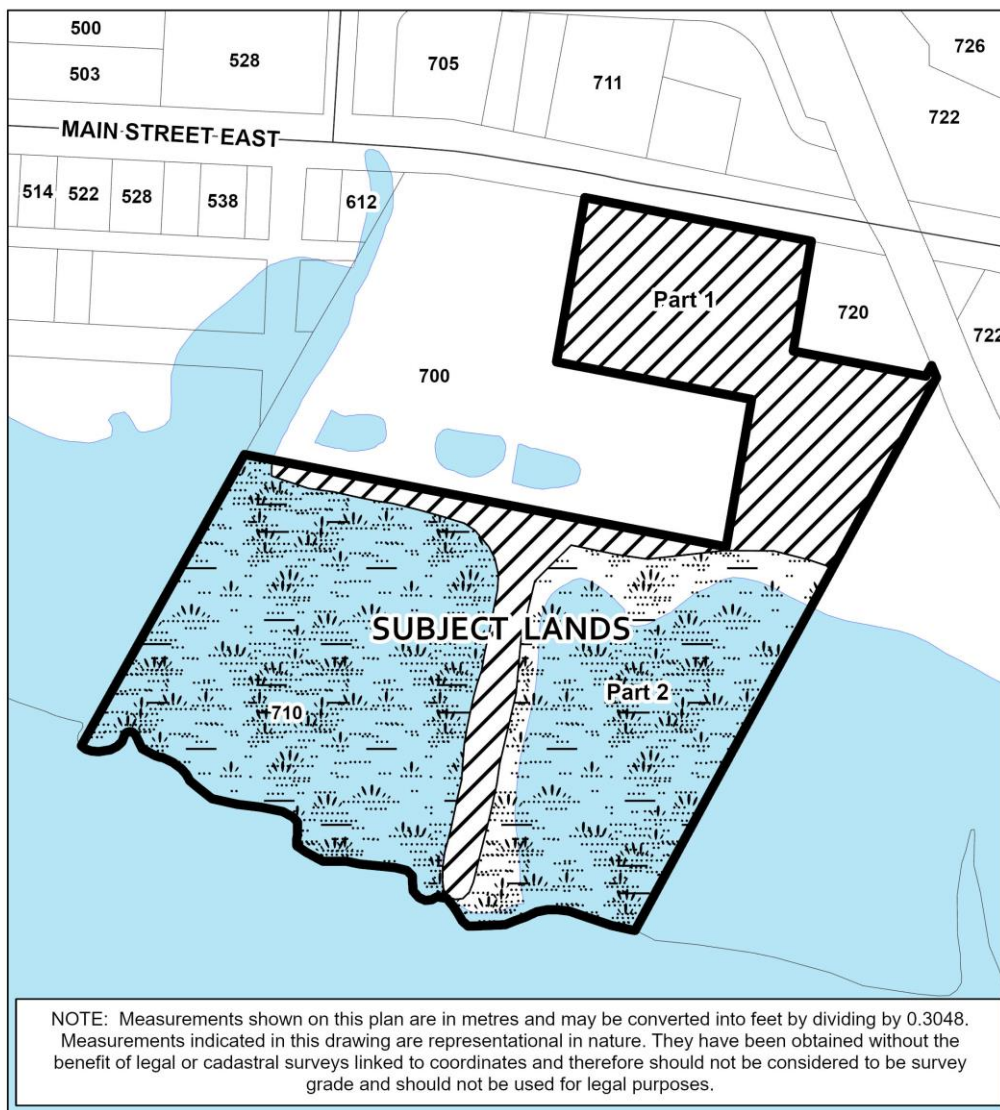 500
528
705
726
503
711
722
MAIN STREET EAST
514
522
528
538
612
Part 1
720
722
700
SUBJECT LANDS
Part 2
710
NOTE: Measurements shown on this plan are in metres and may be converted into feet by dividing by 0.3048.
Measurements indicated in this drawing are representational in nature. They have been obtained without the
benefit of legal or cadastral surveys linked to coordinates and therefore should not be considered to be survey
grade and should not be used for legal purposes.